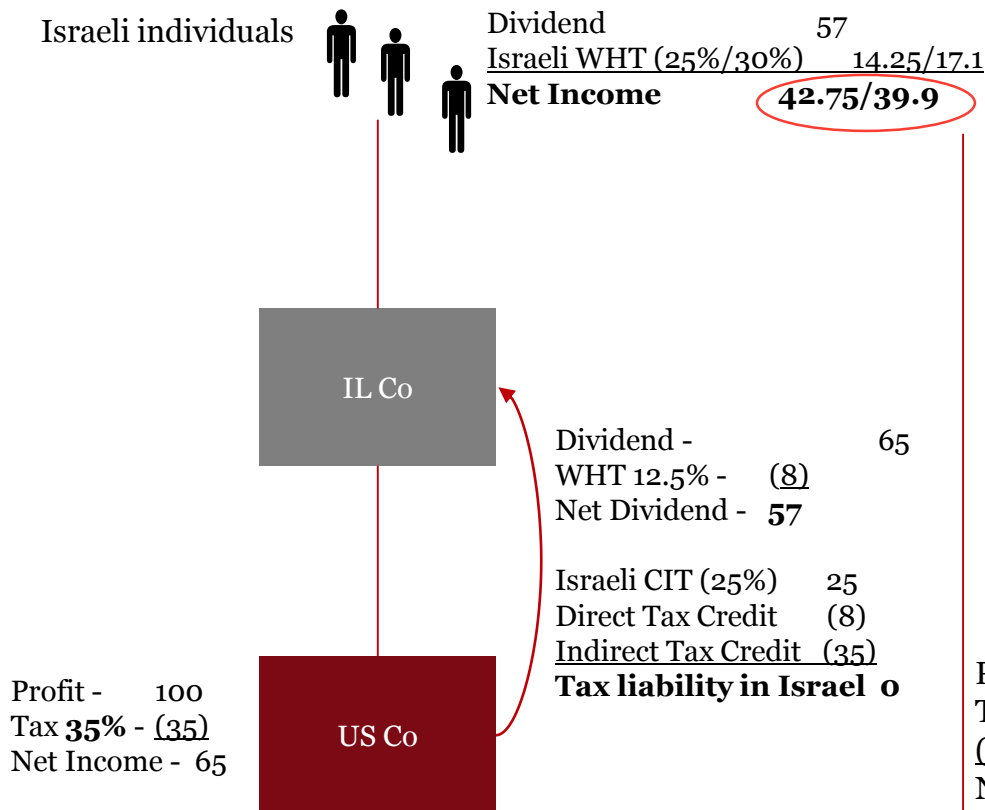 Israeli individuals
Dividend 57
Israeli WHT (25%/30%) 14.25/17.1
Net Income 42.75/39.9
IL Co
Dividend - 65
WHT 12.5% - (8)
Net Dividend - 57
Israeli CIT (25%) 25
Direct Tax Credit (8)
Indirect Tax Credit (35)
Tax liability in Israel 0
Profit - 100
Tax 35% - (35)
Net Income - 65
US Co